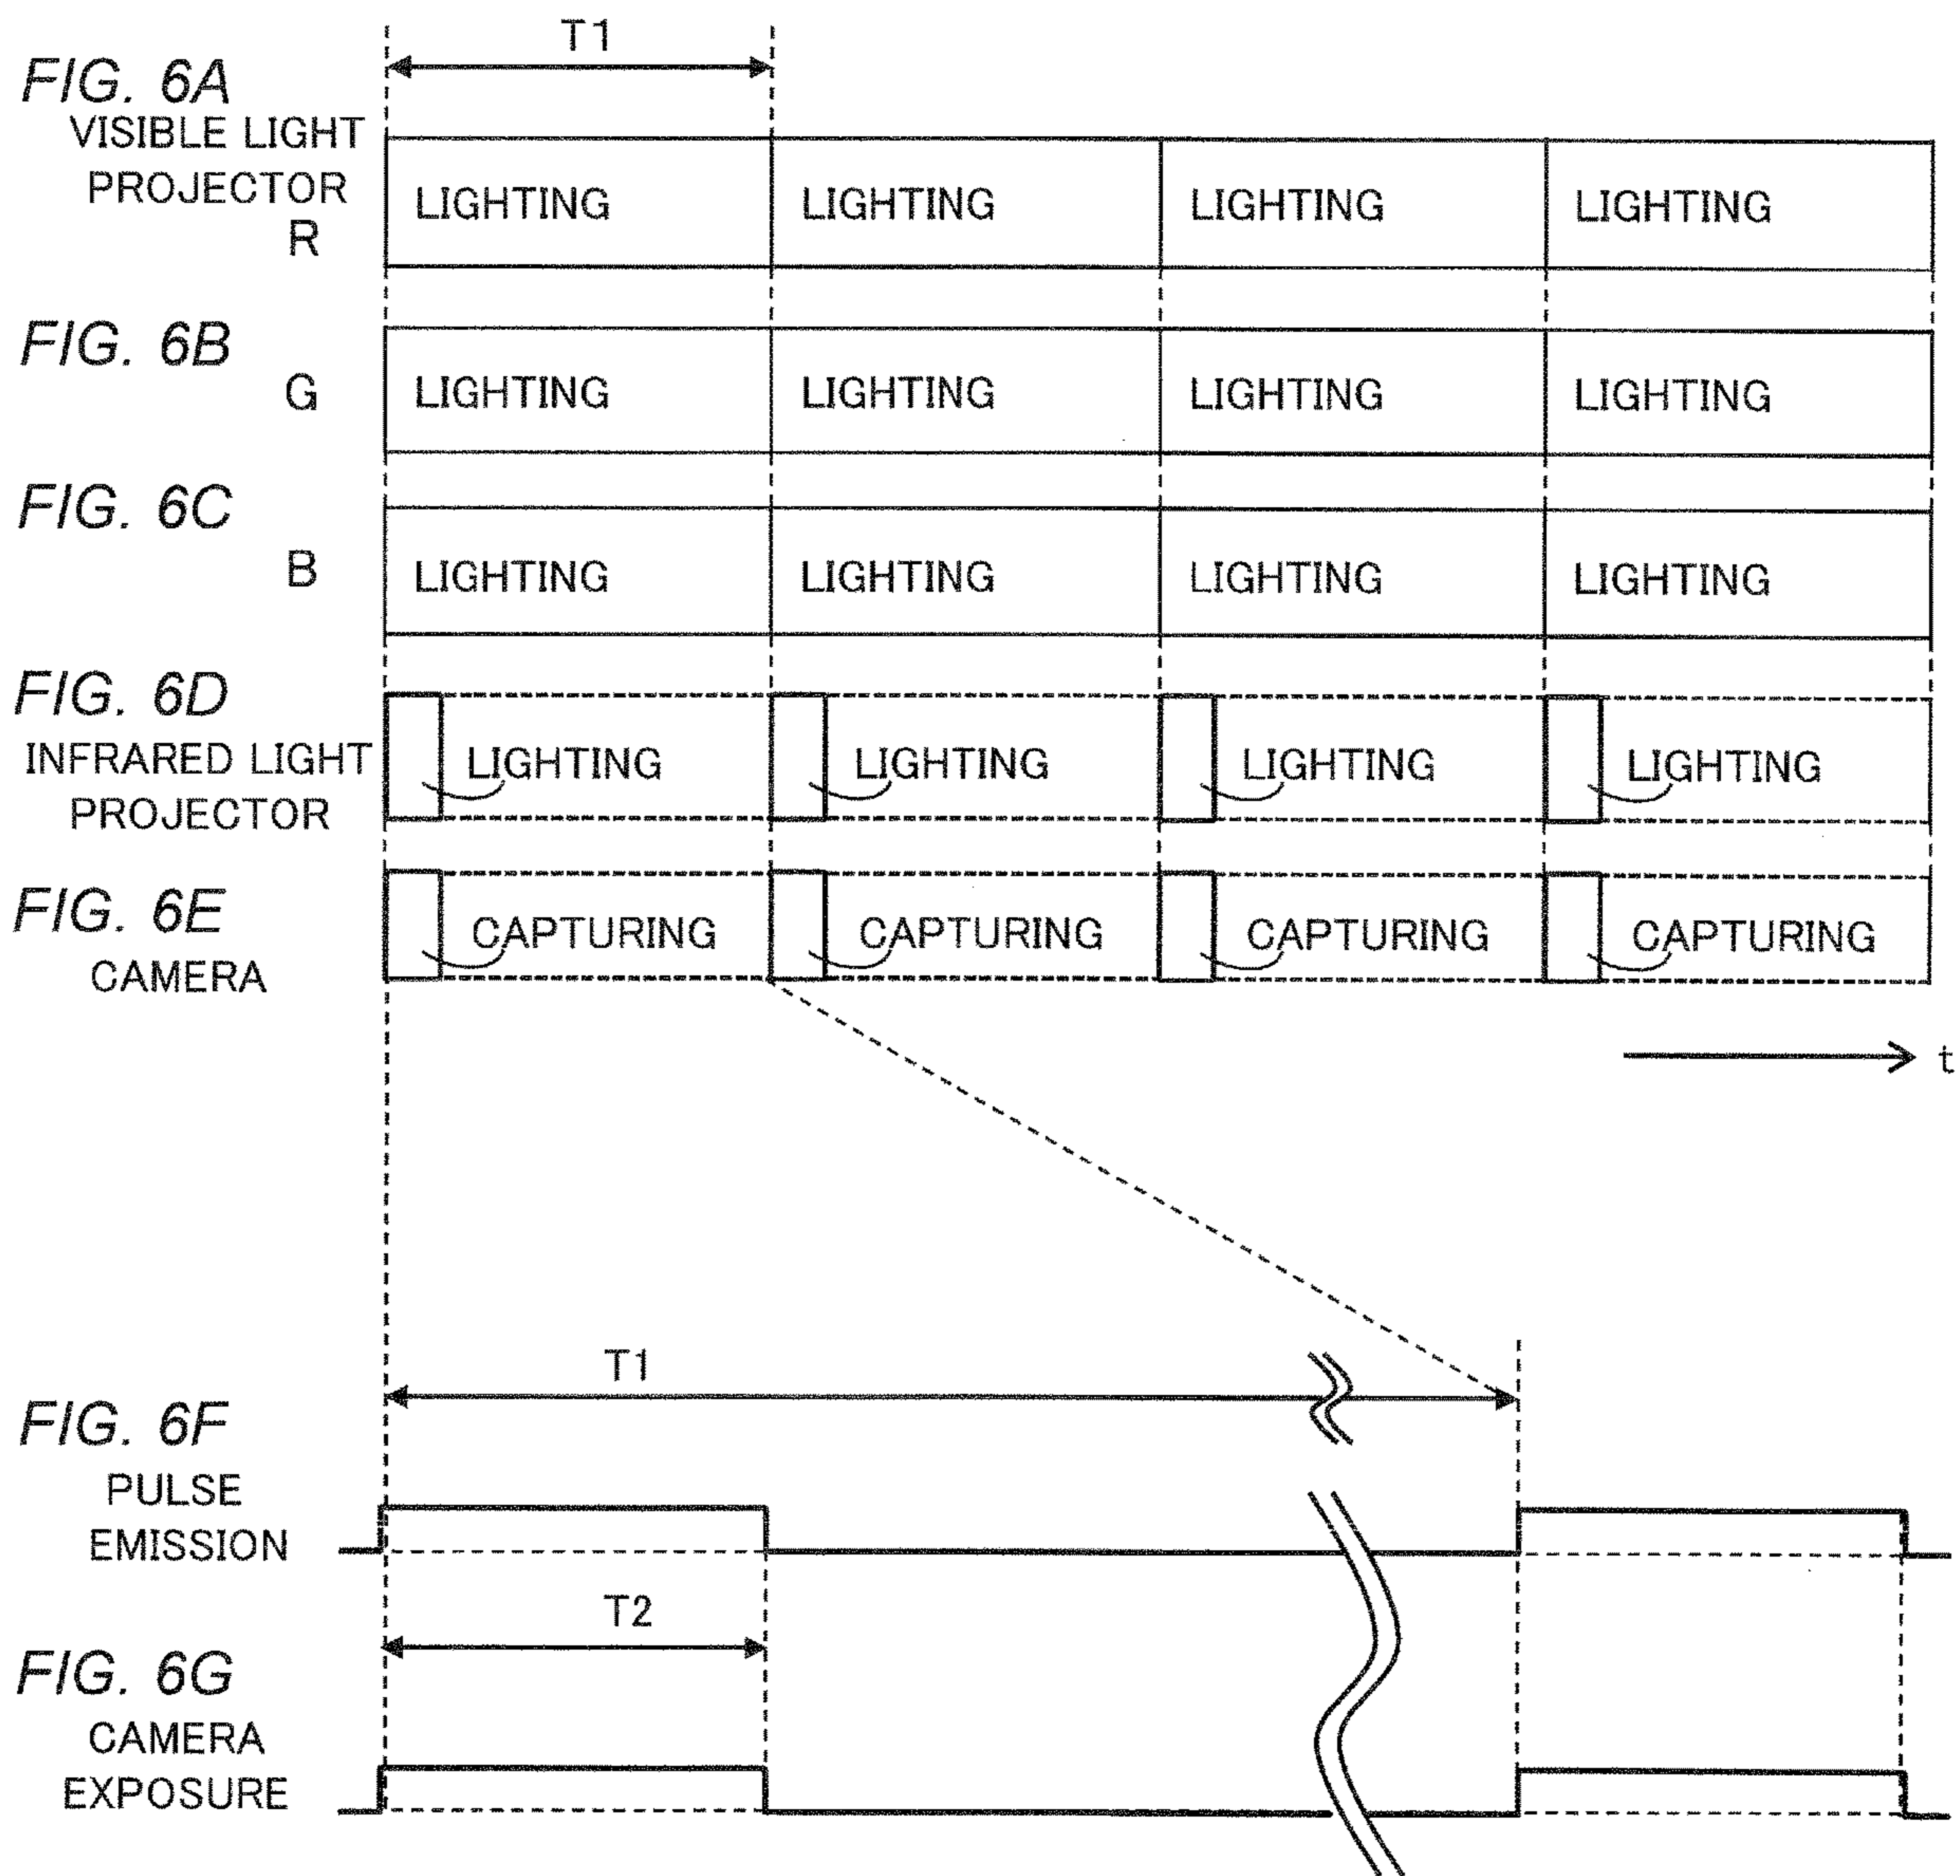 T1
FIG. 6A
VISIBLE LIGHT
PROJECTOR
R
LIGHTING LIGHTING LIGHTING LIGHTING
FIG. 6B
G
LIGHTING LIGHTING LIGHTING LIGHTING
FIG. 6C
B
LIGHTING LIGHTING LIGHTING LIGHTING
FIG. 6D
INFRARED LIGHT
PROJECTOR
LIGHTING LIGHTING LIGHTING LIGHTING
FIG. 6E
CAMERA
CAPTURING CAPTURING CAPTURING CAPTURING
t
T1
FIG. 6F
PULSE
EMISSION
T2
FIG. 6G
CAMERA
EXPOSURE